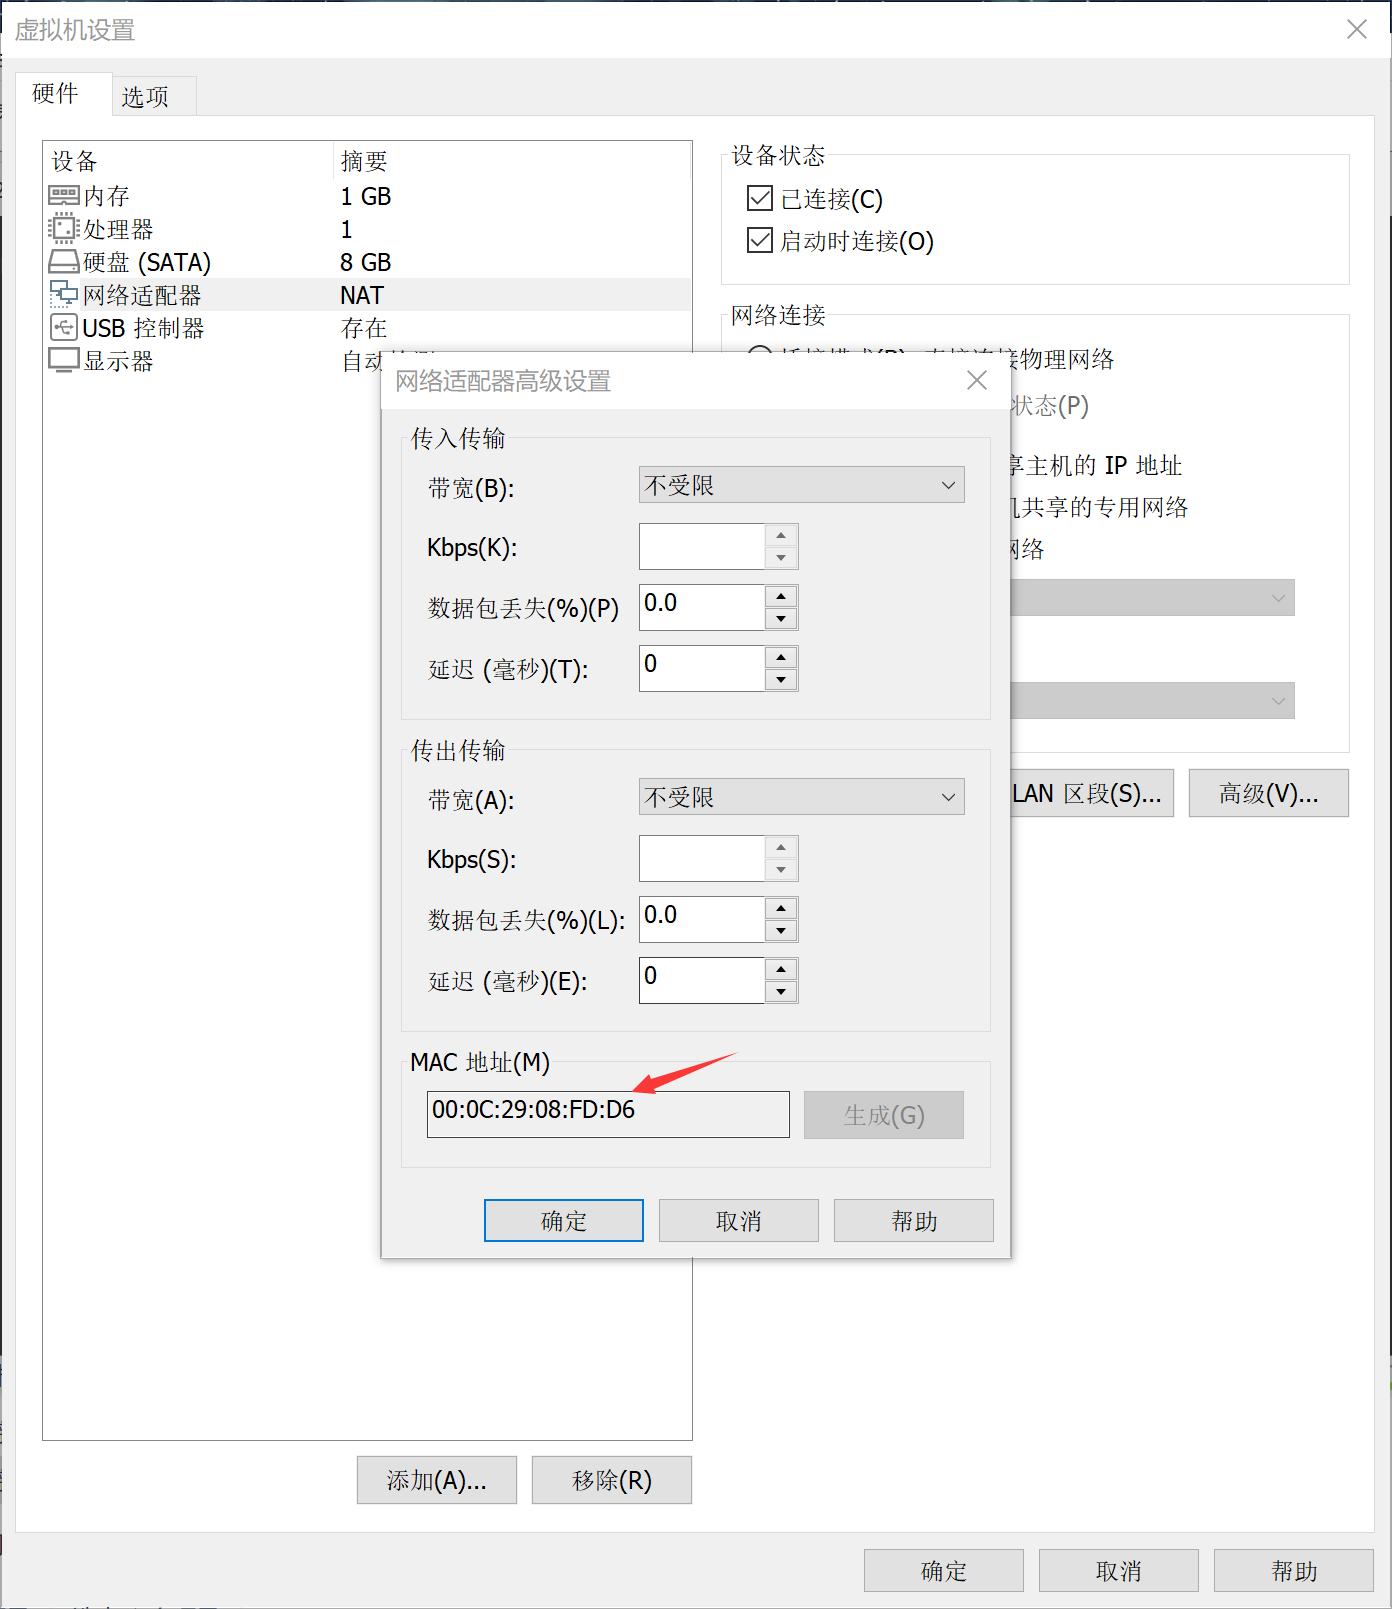 虚拟机设置
硬件
选项
设备 摘要
内存 1 GB
处理器 1
硬盘 (SATA) 8 GB
网络适配器 NAT
USB 控制器 存在
显示器 自动
设备状态
已连接(C)
启动时连接(O)
网络连接
物理网络
状态(P)
享主机的 IP 地址
机共享的专用网络
网络
LAN 区段(S)...
高级(V)...
网络适配器高级设置
传入传输
带宽(B): 不受限
Kbps(K):
数据包丢失(%)(P) 0.0
延迟 (毫秒)(T): 0
传出传输
带宽(A): 不受限
Kbps(S):
数据包丢失(%)(L): 0.0
延迟 (毫秒)(E): 0
MAC 地址(M)
00:0C:29:08:FD:D6
生成(G)
确定 取消 帮助
添加(A)... 移除(R)
确定 取消 帮助